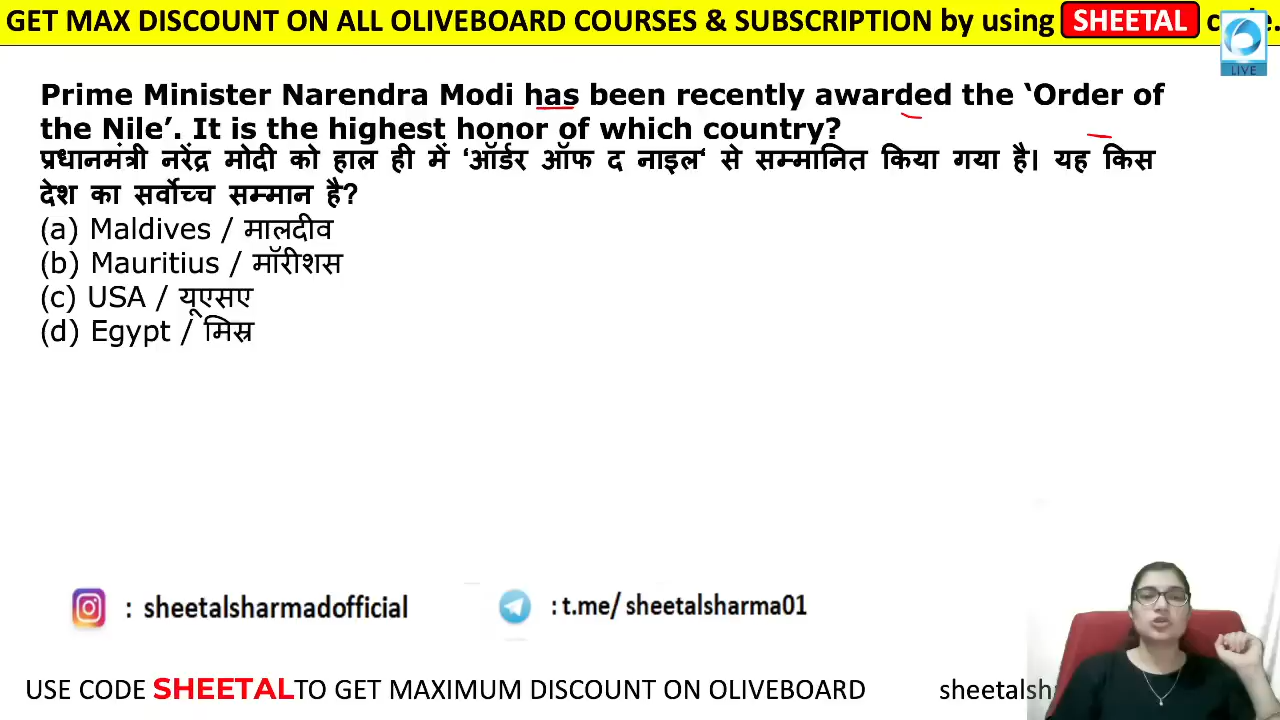 GET MAX DISCOUNT ON ALL OLIVEBOARD COURSES & SUBSCRIPTION by using SHEETAL code.
LIVE
Prime Minister Narendra Modi has been recently awarded the ‘Order of
the Nile’. It is the highest honor of which country?
प्रधानमंत्री नरेंद्र मोदी को हाल ही में ‘ऑर्डर ऑफ द नाइल‘ से सम्मानित किया गया है। यह किस
देश का सर्वोच्च सम्मान है?
(a) Maldives / मालदीव
(b) Mauritius / मॉरीशस
(c) USA / यूएसए
(d) Egypt / मिस्र
: sheetalsharmadofficial
: t.me/ sheetalsharma01
USE CODE SHEETALTO GET MAXIMUM DISCOUNT ON OLIVEBOARD